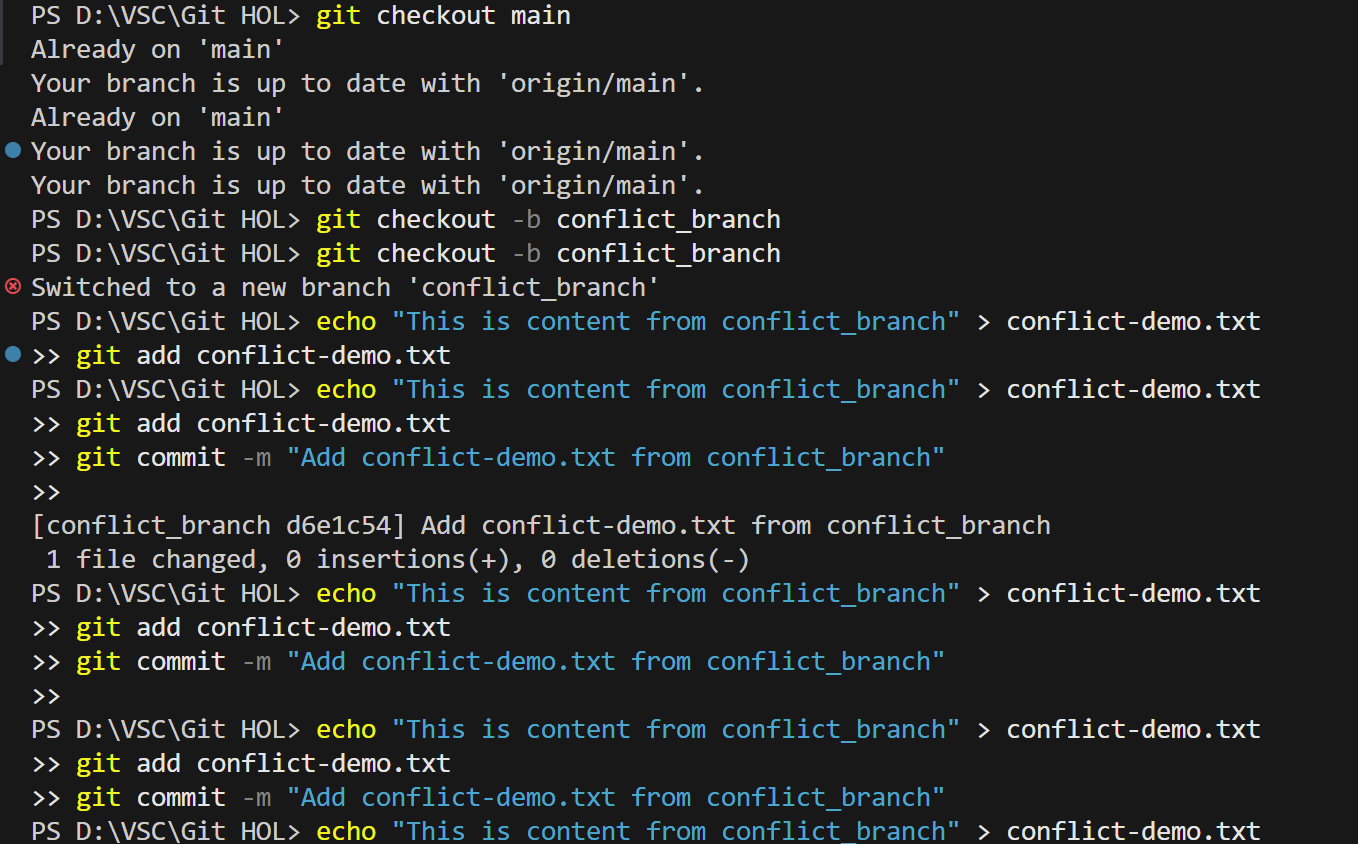 PS D:\VSC\Git HOL> git checkout main
Already on 'main'
Your branch is up to date with 'origin/main'.
Already on 'main'
Your branch is up to date with 'origin/main'.
Your branch is up to date with 'origin/main'.
PS D:\VSC\Git HOL> git checkout -b conflict_branch
PS D:\VSC\Git HOL> git checkout -b conflict_branch
Switched to a new branch 'conflict_branch'
PS D:\VSC\Git HOL> echo "This is content from conflict_branch" > conflict-demo.txt
>> git add conflict-demo.txt
PS D:\VSC\Git HOL> echo "This is content from conflict_branch" > conflict-demo.txt
>> git add conflict-demo.txt
>> git commit -m "Add conflict-demo.txt from conflict_branch"
>>
[conflict_branch d6e1c54] Add conflict-demo.txt from conflict_branch
 1 file changed, 0 insertions(+), 0 deletions(-)
PS D:\VSC\Git HOL> echo "This is content from conflict_branch" > conflict-demo.txt
>> git add conflict-demo.txt
>> git commit -m "Add conflict-demo.txt from conflict_branch"
>>
PS D:\VSC\Git HOL> echo "This is content from conflict_branch" > conflict-demo.txt
>> git add conflict-demo.txt
>> git commit -m "Add conflict-demo.txt from conflict_branch"
PS D:\VSC\Git HOL> echo "This is content from conflict_branch" > conflict-demo.txt